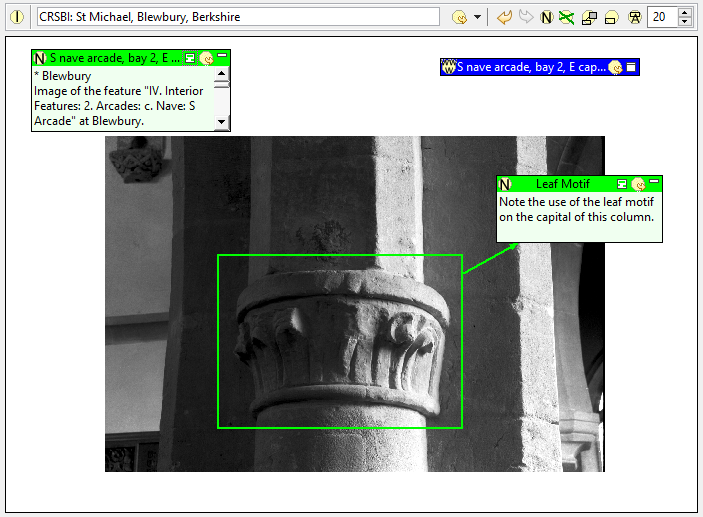 CRSBI: St Michael, Blewbury, Berkshire
20
N S nave arcade, bay 2, E ...
* Blewbury
Image of the feature "IV. Interior
Features: 2. Arcades: c. Nave: S
Arcade" at Blewbury.
S nave arcade, bay 2, E cap...
N Leaf Motif
Note the use of the leaf motif
on the capital of this column.